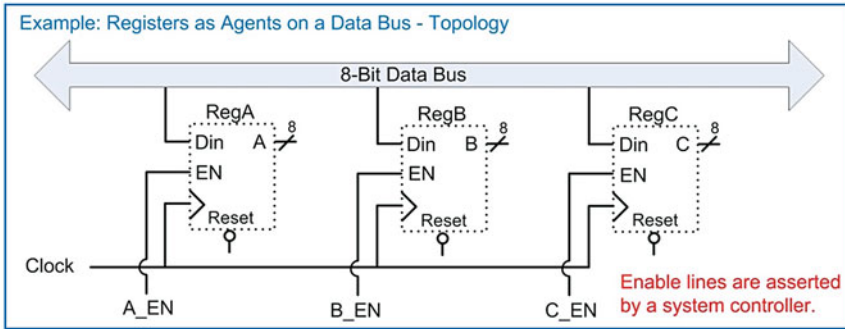 Example: Registers as Agents on a Data Bus - Topology
8-Bit Data Bus
RegA
RegB
RegC
Din A 8
Din B 8
Din C 8
EN
EN
EN
Reset
Reset
Reset
Clock
A_EN
B_EN
C_EN
Enable lines are asserted
by a system controller.